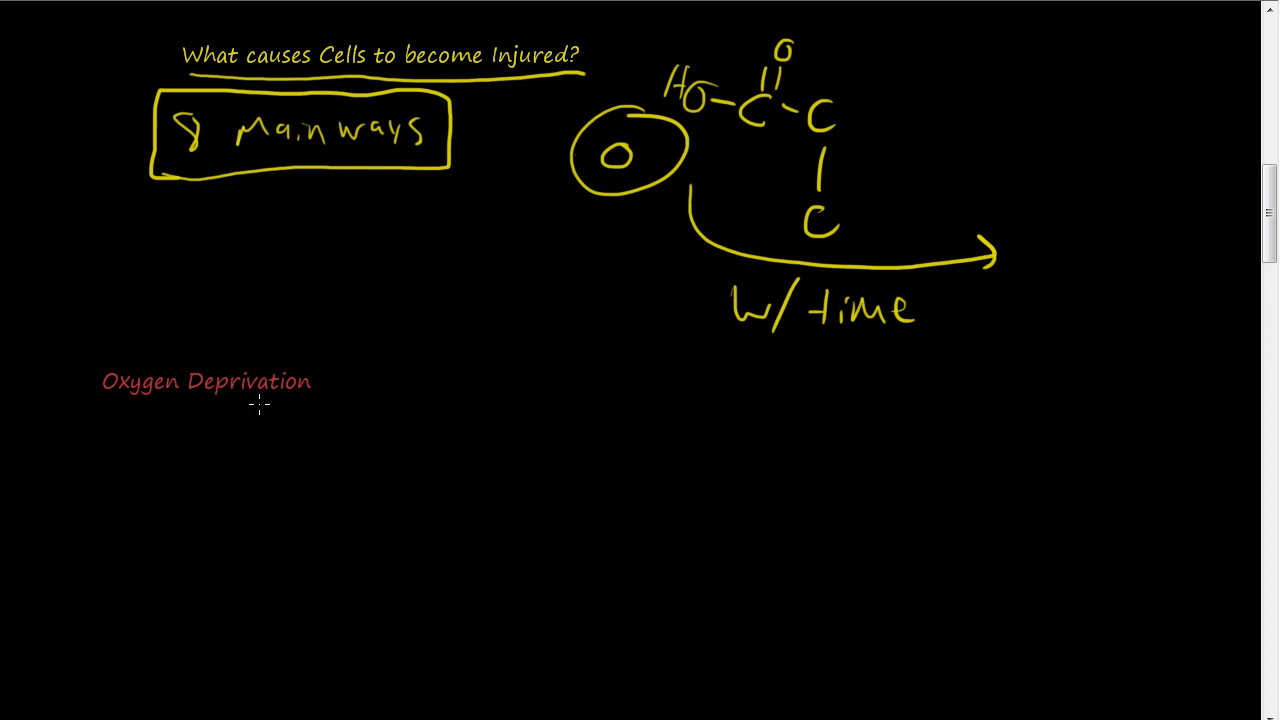 What causes Cells to become Injured?
8 Main ways
O
HO-C-C
C
w/ time
Oxygen Deprivation